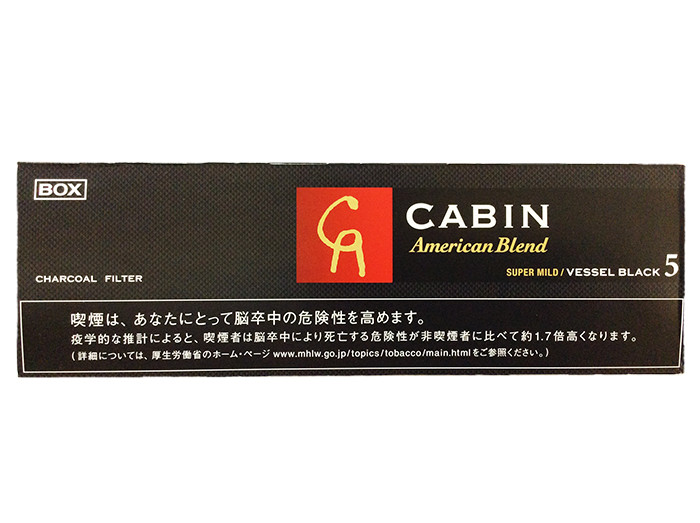 BOX
CA
CABIN
American Blend
CHARCOAL FILTER
SUPER MILD / VESSEL BLACK 5
喫煙は、あなたにとって脳卒中の危険性を高めます。
疫学的な推計によると、喫煙者は脳卒中により死亡する危険性が非喫煙者に比べて約1.7倍高くなります。
(詳細については、厚生労働省のホーム・ページ www.mhlw.go.jp/topics/tobacco/main.htmlをご参照ください。)